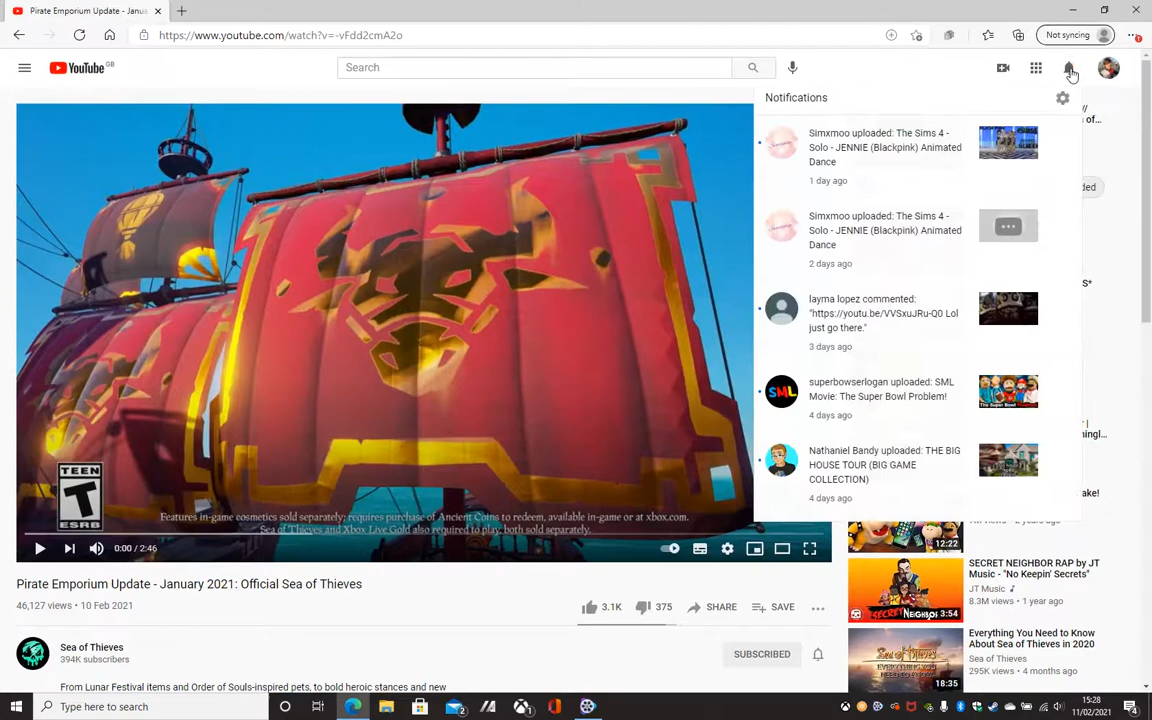 Pirate Emporium Update - Janua
Not syncing
https://www.youtube.com/watch?v=-vFdd2cmA2o
YouTube GB
Search
Notifications
Simxmoo uploaded: The Sims 4 -
Solo - JENNIE (Blackpink) Animated
Dance
1 day ago
Simxmoo uploaded: The Sims 4 -
Solo - JENNIE (Blackpink) Animated
Dance
2 days ago
layma lopez commented:
"https://youtu.be/VVSxuJRu-Q0 Lol
just go there."
3 days ago
SML
superbowserlogan uploaded: SML
Movie: The Super Bowl Problem!
4 days ago
Nathaniel Bandy uploaded: THE BIG
HOUSE TOUR (BIG GAME
COLLECTION)
4 days ago
TEEN
T
ESRB
Features in-game cosmetics sold separately; requires purchase of Ancient Coins to redeem, available in-game or at xbox.com.
Sea of Thieves and Xbox Live Gold also required to play, both sold separately.
0:00 / 2:46
Pirate Emporium Update - January 2021: Official Sea of Thieves
46,127 views • 10 Feb 2021
3.1K
375
SHARE
SAVE
Sea of Thieves
394K subscribers
SUBSCRIBED
From Lunar Festival items and Order of Souls-inspired pets, to bold heroic stances and new
12:22
SECRET NEIGHBOR RAP by JT
Music - "No Keepin' Secrets"
JT Music
8.3M views • 1 year ago
3:54
Everything You Need to Know
About Sea of Thieves in 2020
Sea of Thieves
295K views • 4 months ago
18:35
Type here to search
15:28
11/02/2021